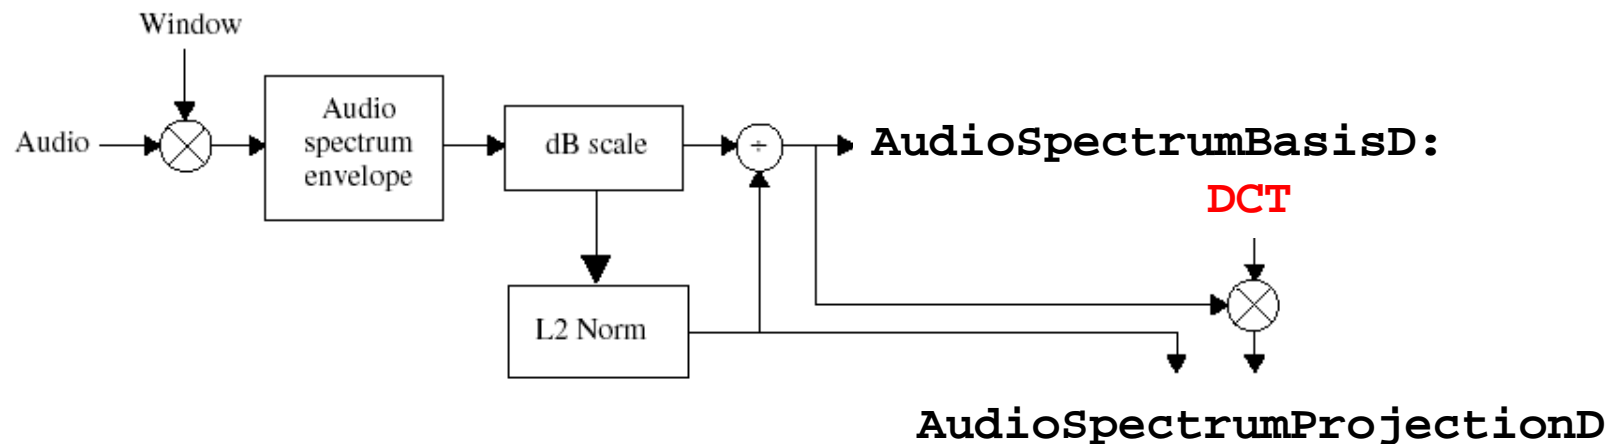 Window
Audio
Audio
spectrum
envelope
dB scale
÷
AudioSpectrumBasisD:
DCT
L2 Norm
AudioSpectrumProjectionD